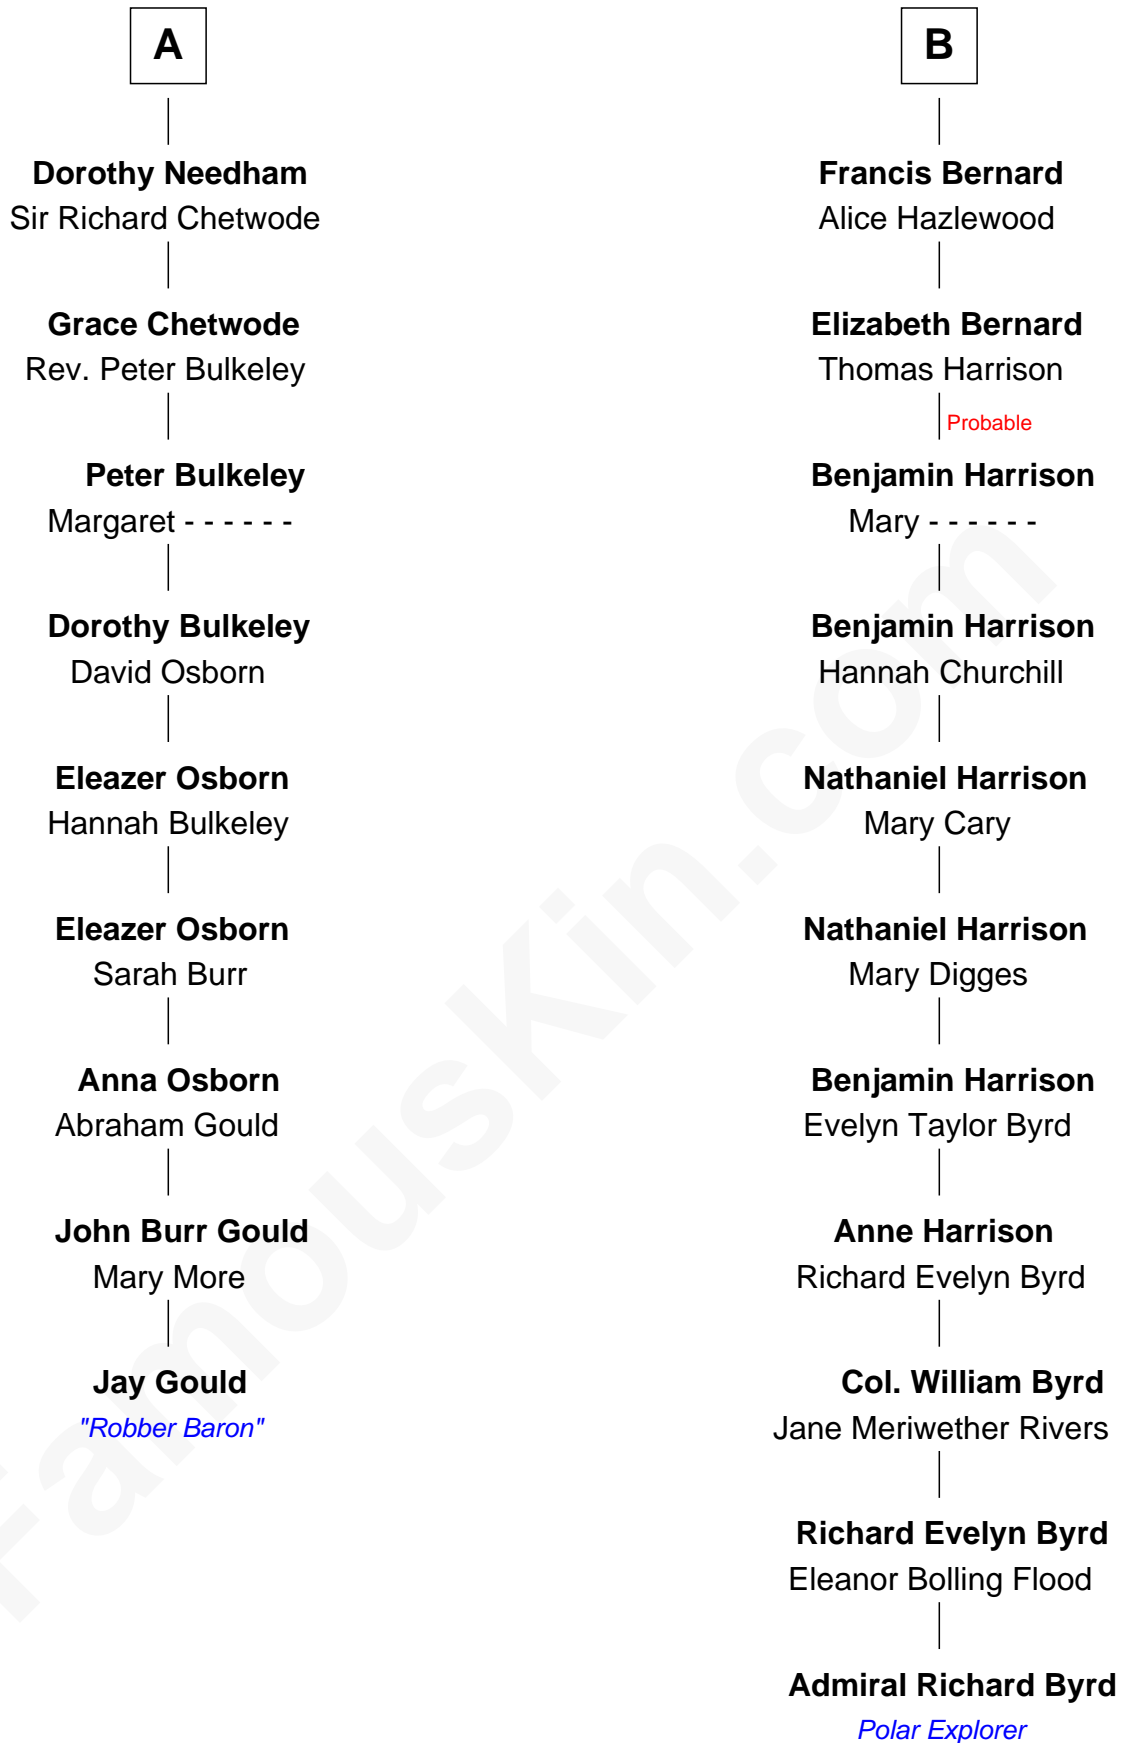 A
Dorothy Needham
Sir Richard Chetwode
Grace Chetwode
Rev. Peter Bulkeley
Peter Bulkeley
Margaret - - - - - -
Dorothy Bulkeley
David Osborn
Eleazer Osborn
Hannah Bulkeley
Eleazer Osborn
Sarah Burr
Anna Osborn
Abraham Gould
John Burr Gould
Mary More
Jay Gould
"Robber Baron"
B
Francis Bernard
Alice Hazlewood
Elizabeth Bernard
Thomas Harrison
Probable
Benjamin Harrison
Mary - - - - - -
Benjamin Harrison
Hannah Churchill
Nathaniel Harrison
Mary Cary
Nathaniel Harrison
Mary Digges
Benjamin Harrison
Evelyn Taylor Byrd
Anne Harrison
Richard Evelyn Byrd
Col. William Byrd
Jane Meriwether Rivers
Richard Evelyn Byrd
Eleanor Bolling Flood
Admiral Richard Byrd
Polar Explorer
FamousKin.com